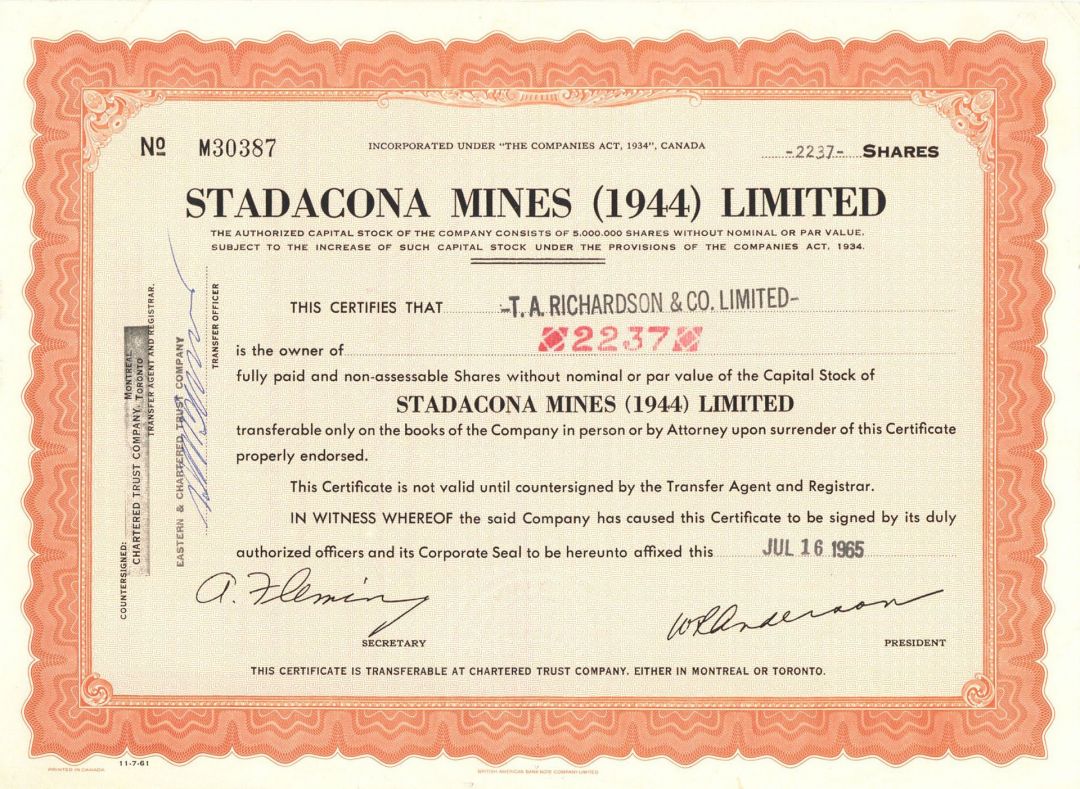 Nº M30387
INCORPORATED UNDER "THE COMPANIES ACT, 1934", CANADA
-2237- SHARES
STADACONA MINES (1944) LIMITED
THE AUTHORIZED CAPITAL STOCK OF THE COMPANY CONSISTS OF 5.000.000 SHARES WITHOUT NOMINAL OR PAR VALUE,
SUBJECT TO THE INCREASE OF SUCH CAPITAL STOCK UNDER THE PROVISIONS OF THE COMPANIES ACT, 1934.
THIS CERTIFIES THAT -T. A. RICHARDSON & CO. LIMITED-
is the owner of 2237
fully paid and non-assessable Shares without nominal or par value of the Capital Stock of
STADACONA MINES (1944) LIMITED
transferable only on the books of the Company in person or by Attorney upon surrender of this Certificate
properly endorsed.
This Certificate is not valid until countersigned by the Transfer Agent and Registrar.
IN WITNESS WHEREOF the said Company has caused this Certificate to be signed by its duly
authorized officers and its Corporate Seal to be hereunto affixed this JUL 16 1965
A. Fleming
SECRETARY
WR Anderson
PRESIDENT
THIS CERTIFICATE IS TRANSFERABLE AT CHARTERED TRUST COMPANY. EITHER IN MONTREAL OR TORONTO.
COUNTERSIGNED:
CHARTERED TRUST COMPANY,
MONTREAL
TORONTO
TRANSFER AGENT AND REGISTRAR.
EASTERN & CHARTERED TRUST COMPANY
TRANSFER OFFICER
11-7-61
PRINTED IN CANADA
BRITISH AMERICAN BANK NOTE COMPANY LIMITED